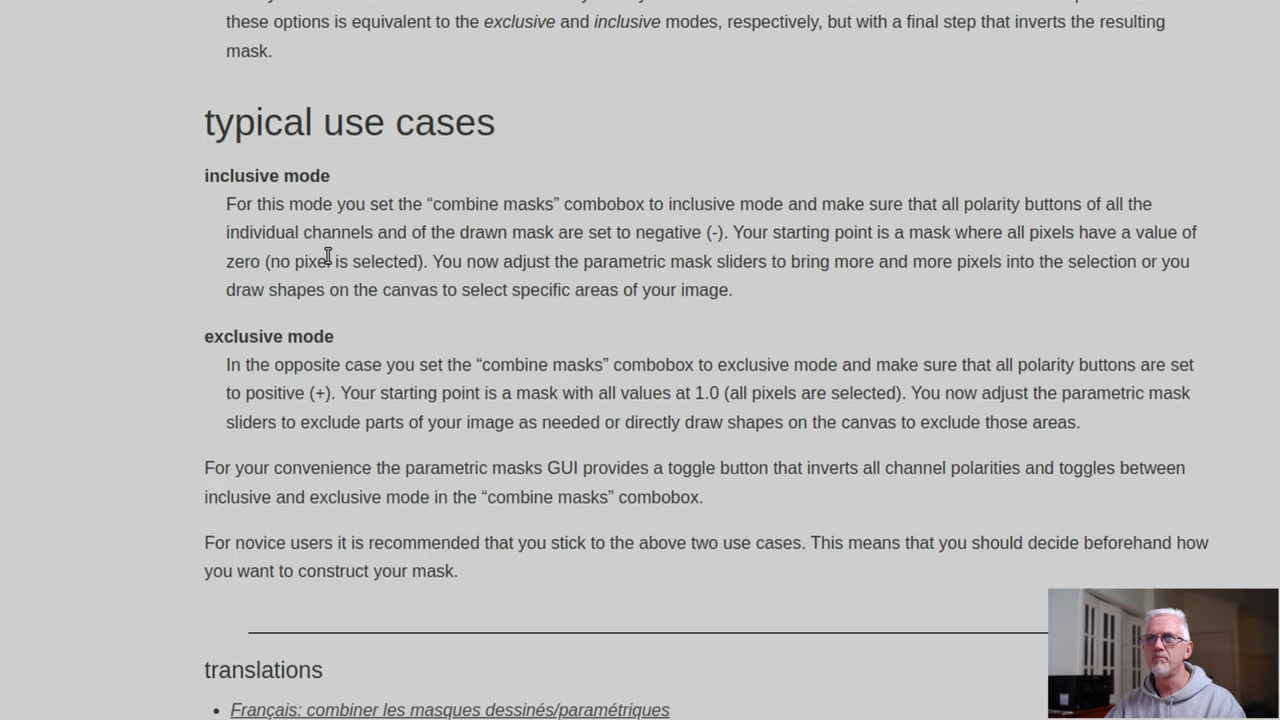 these options is equivalent to the exclusive and inclusive modes, respectively, but with a final step that inverts the resulting
mask.
typical use cases
inclusive mode
For this mode you set the “combine masks” combobox to inclusive mode and make sure that all polarity buttons of all the
individual channels and of the drawn mask are set to negative (-). Your starting point is a mask where all pixels have a value of
zero (no pixel is selected). You now adjust the parametric mask sliders to bring more and more pixels into the selection or you
draw shapes on the canvas to select specific areas of your image.
exclusive mode
In the opposite case you set the “combine masks” combobox to exclusive mode and make sure that all polarity buttons are set
to positive (+). Your starting point is a mask with all values at 1.0 (all pixels are selected). You now adjust the parametric mask
sliders to exclude parts of your image as needed or directly draw shapes on the canvas to exclude those areas.
For your convenience the parametric masks GUI provides a toggle button that inverts all channel polarities and toggles between
inclusive and exclusive mode in the “combine masks” combobox.
For novice users it is recommended that you stick to the above two use cases. This means that you should decide beforehand how
you want to construct your mask.
translations
• Français: combiner les masques dessinés/paramétriques